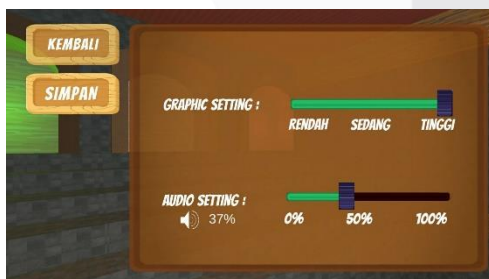 KEMBALI
SIMPAN
GRAPHIC SETTING :
RENDAH SEDANG TINGGI
AUDIO SETTING :
37% 0% 50% 100%